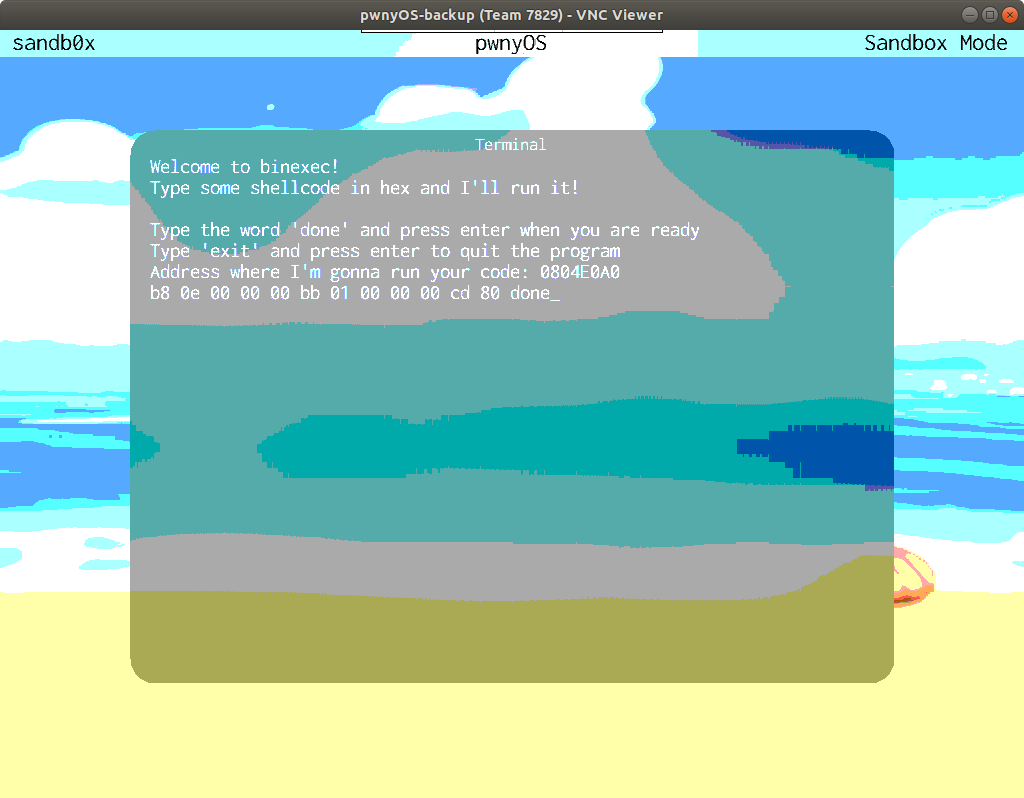 pwnyOS-backup (Team 7829) - VNC Viewer
sandb0x pwnyOS Sandbox Mode
Terminal
Welcome to binexec!
Type some shellcode in hex and I'll run it!
Type the word 'done' and press enter when you are ready
Type 'exit' and press enter to quit the program
Address where I'm gonna run your code: 0804E0A0
b8 0e 00 00 00 bb 01 00 00 00 cd 80 done_